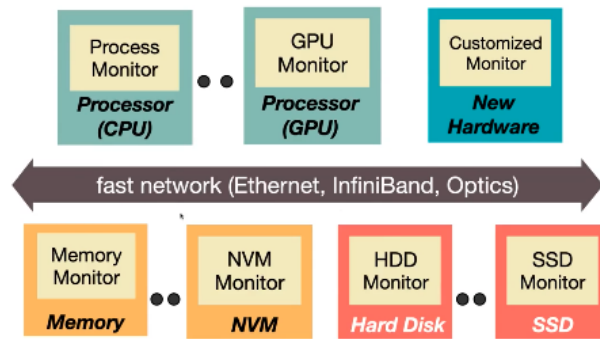 Process
Monitor
Processor
(CPU)
GPU
Monitor
Processor
(GPU)
Customized
Monitor
New
Hardware
fast network (Ethernet, InfiniBand, Optics)
Memory
Monitor
Memory
NVM
Monitor
NVM
HDD
Monitor
Hard Disk
SSD
Monitor
SSD